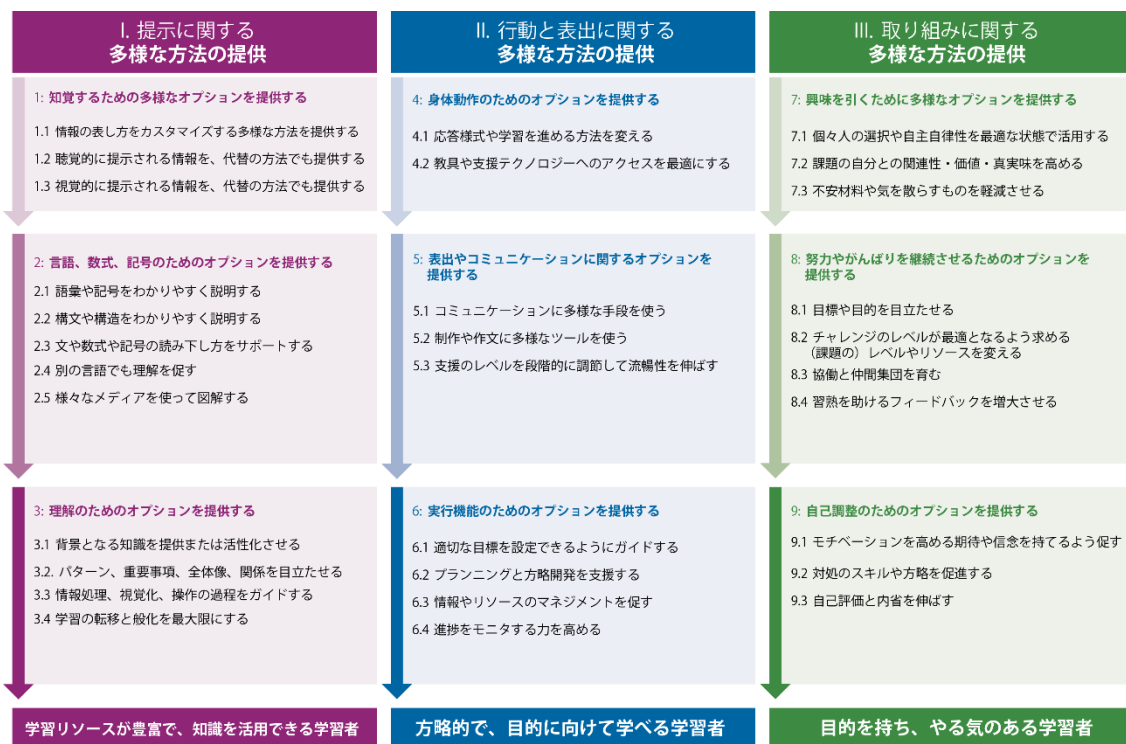 I. 提示に関する
多様な方法の提供
1: 知覚するための多様なオプションを提供する
1.1 情報の表し方をカスタマイズする多様な方法を提供する
1.2 聴覚的に提示される情報を、代替の方法でも提供する
1.3 視覚的に提示される情報を、代替の方法でも提供する
2: 言語、数式、記号のためのオプションを提供する
2.1 語彙や記号をわかりやすく説明する
2.2 構文や構造をわかりやすく説明する
2.3 文や数式や記号の読み下し方をサポートする
2.4 別の言語でも理解を促す
2.5 様々なメディアを使って図解する
3: 理解のためのオプションを提供する
3.1 背景となる知識を提供または活性化させる
3.2. パターン、重要事項、全体像、関係を目立たせる
3.3 情報処理、視覚化、操作の過程をガイドする
3.4 学習の転移と般化を最大限にする
学習リソースが豊富で、知識を活用できる学習者
II. 行動と表出に関する
多様な方法の提供
4: 身体動作のためのオプションを提供する
4.1 応答様式や学習を進める方法を変える
4.2 教具や支援テクノロジーへのアクセスを最適にする
5: 表出やコミュニケーションに関するオプションを
提供する
5.1 コミュニケーションに多様な手段を使う
5.2 制作や作文に多様なツールを使う
5.3 支援のレベルを段階的に調節して流暢性を伸ばす
6: 実行機能のためのオプションを提供する
6.1 適切な目標を設定できるようにガイドする
6.2 プランニングと方略開発を支援する
6.3 情報やリソースのマネジメントを促す
6.4 進捗をモニタする力を高める
方略的で、目的に向けて学べる学習者
III. 取り組みに関する
多様な方法の提供
7: 興味を引くために多様なオプションを提供する
7.1 個々人の選択や自主自律性を最適な状態で活用する
7.2 課題の自分との関連性・価値・真実味を高める
7.3 不安材料や気を散らすものを軽減させる
8: 努力やがんばりを継続させるためのオプションを
提供する
8.1 目標や目的を目立たせる
8.2 チャレンジのレベルが最適となるよう求める
（課題の）レベルやリソースを変える
8.3 協働と仲間集団を育む
8.4 習熟を助けるフィードバックを増大させる
9: 自己調整のためのオプションを提供する
9.1 モチベーションを高める期待や信念を持てるよう促す
9.2 対処のスキルや方略を促進する
9.3 自己評価と内省を伸ばす
目的を持ち、やる気のある学習者